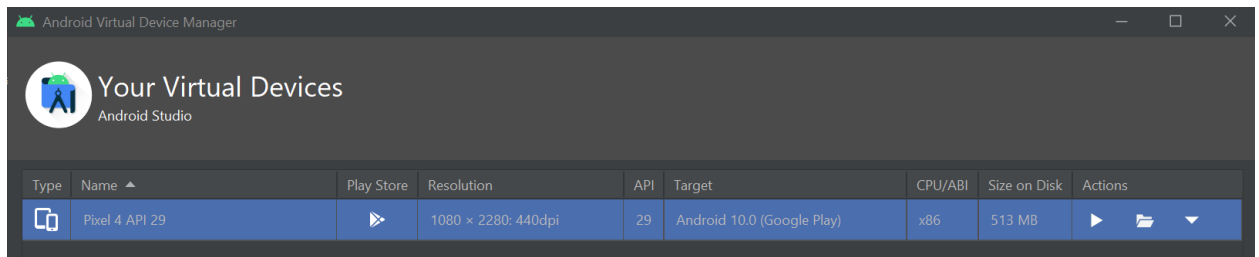 Android Virtual Device Manager
Your Virtual Devices
Android Studio
Type Name Play Store Resolution API Target CPU/ABI Size on Disk Actions
Pixel 4 API 29 1080 × 2280: 440dpi 29 Android 10.0 (Google Play) x86 513 MB